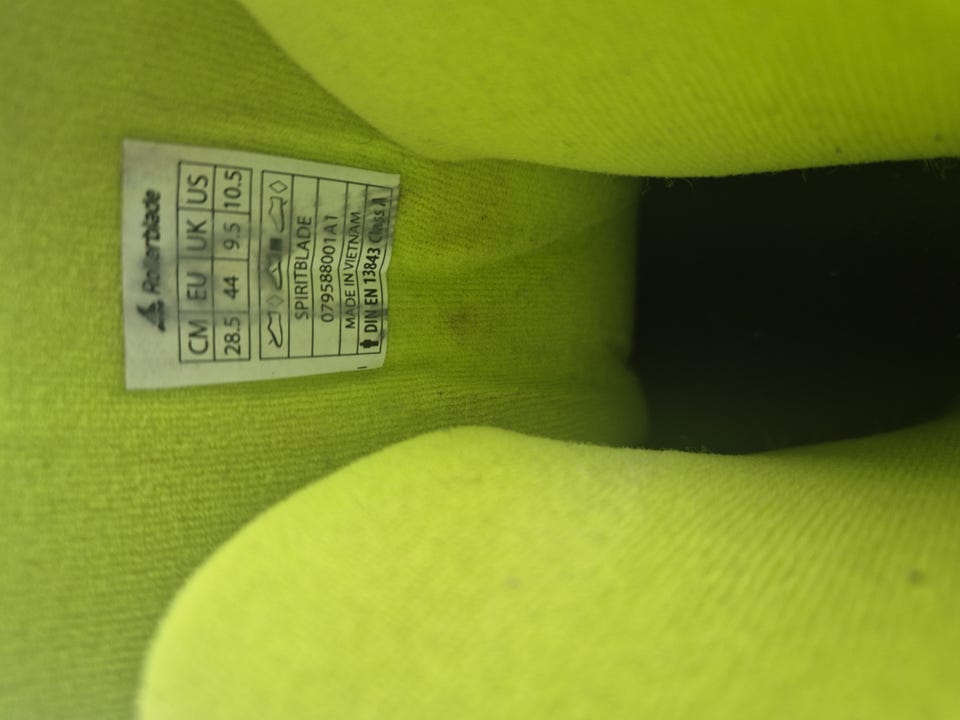 Rollerblade
CM EU UK US
28.5 44 9.5 10.5
SPIRITBLADE
079588001A1
MADE IN VIETNAM
DIN EN 13843 Class A